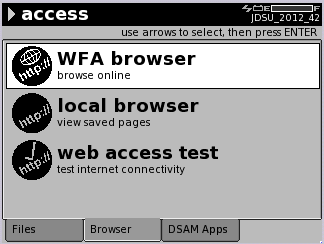 access
E F
JDSU_2012_42
use arrows to select, then press ENTER
http://
WFA browser
browse online
http://
local browser
view saved pages
http://
web access test
test internet connectivity
Files
Browser
DSAM Apps